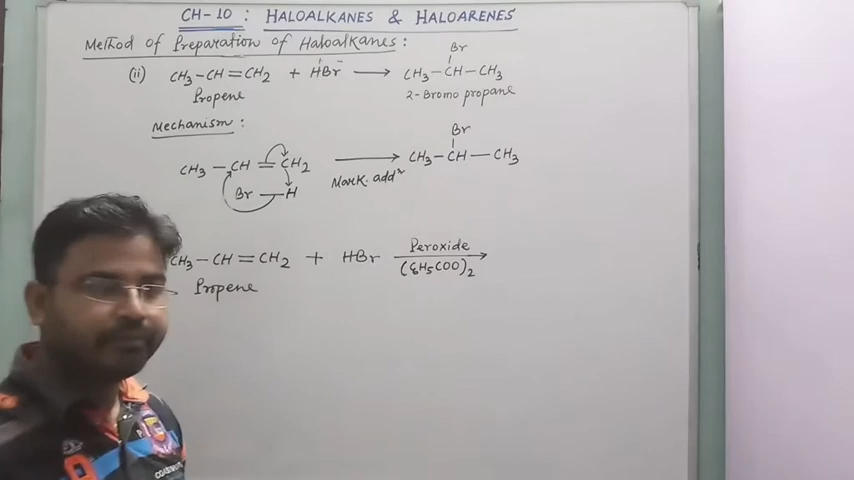 CH-10 : HALOALKANES & HALOARENES
Method of Preparation of Haloalkanes :
Br
(ii) CH₃–CH=CH₂ + H⁺Br⁻ ⟶ CH₃–CH–CH₃
Propene 2-Bromo propane
Mechanism :
Br
CH₃–CH=CH₂ ⟶ CH₃–CH–CH₃
Mark. addⁿ
Br–H
CH₃–CH=CH₂ + HBr Peroxide
(C₆H₅COO)₂
Propene